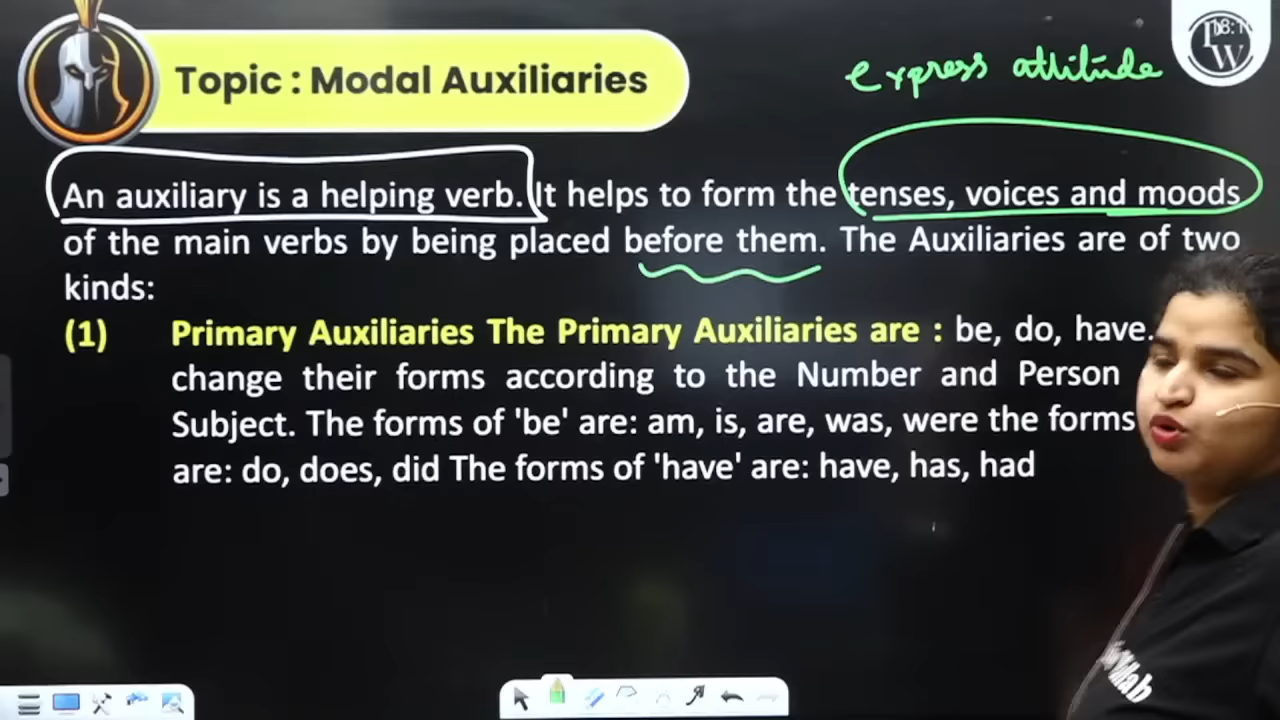 Topic : Modal Auxiliaries
express attitude
An auxiliary is a helping verb. It helps to form the tenses, voices and moods
of the main verbs by being placed before them. The Auxiliaries are of two
kinds:
(1) Primary Auxiliaries The Primary Auxiliaries are : be, do, have.
change their forms according to the Number and Person
Subject. The forms of 'be' are: am, is, are, was, were the forms
are: do, does, did The forms of 'have' are: have, has, had